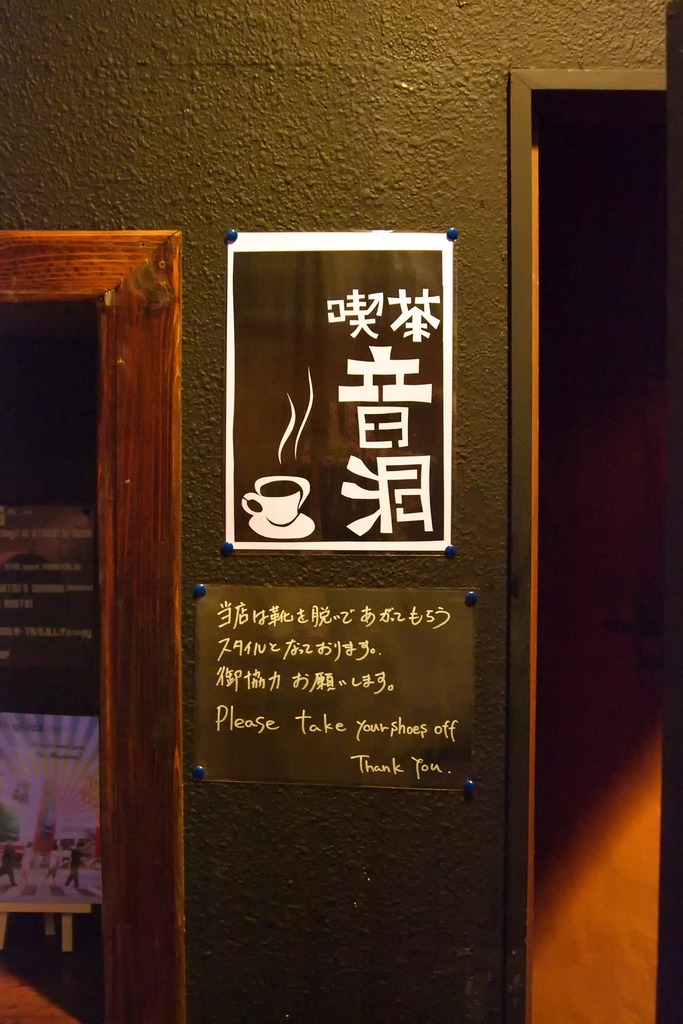 喫茶
音洞
当店は靴を脱いであがってもらう
スタイルとなっております。
御協力お願いします。
Please take your shoes off
Thank You.